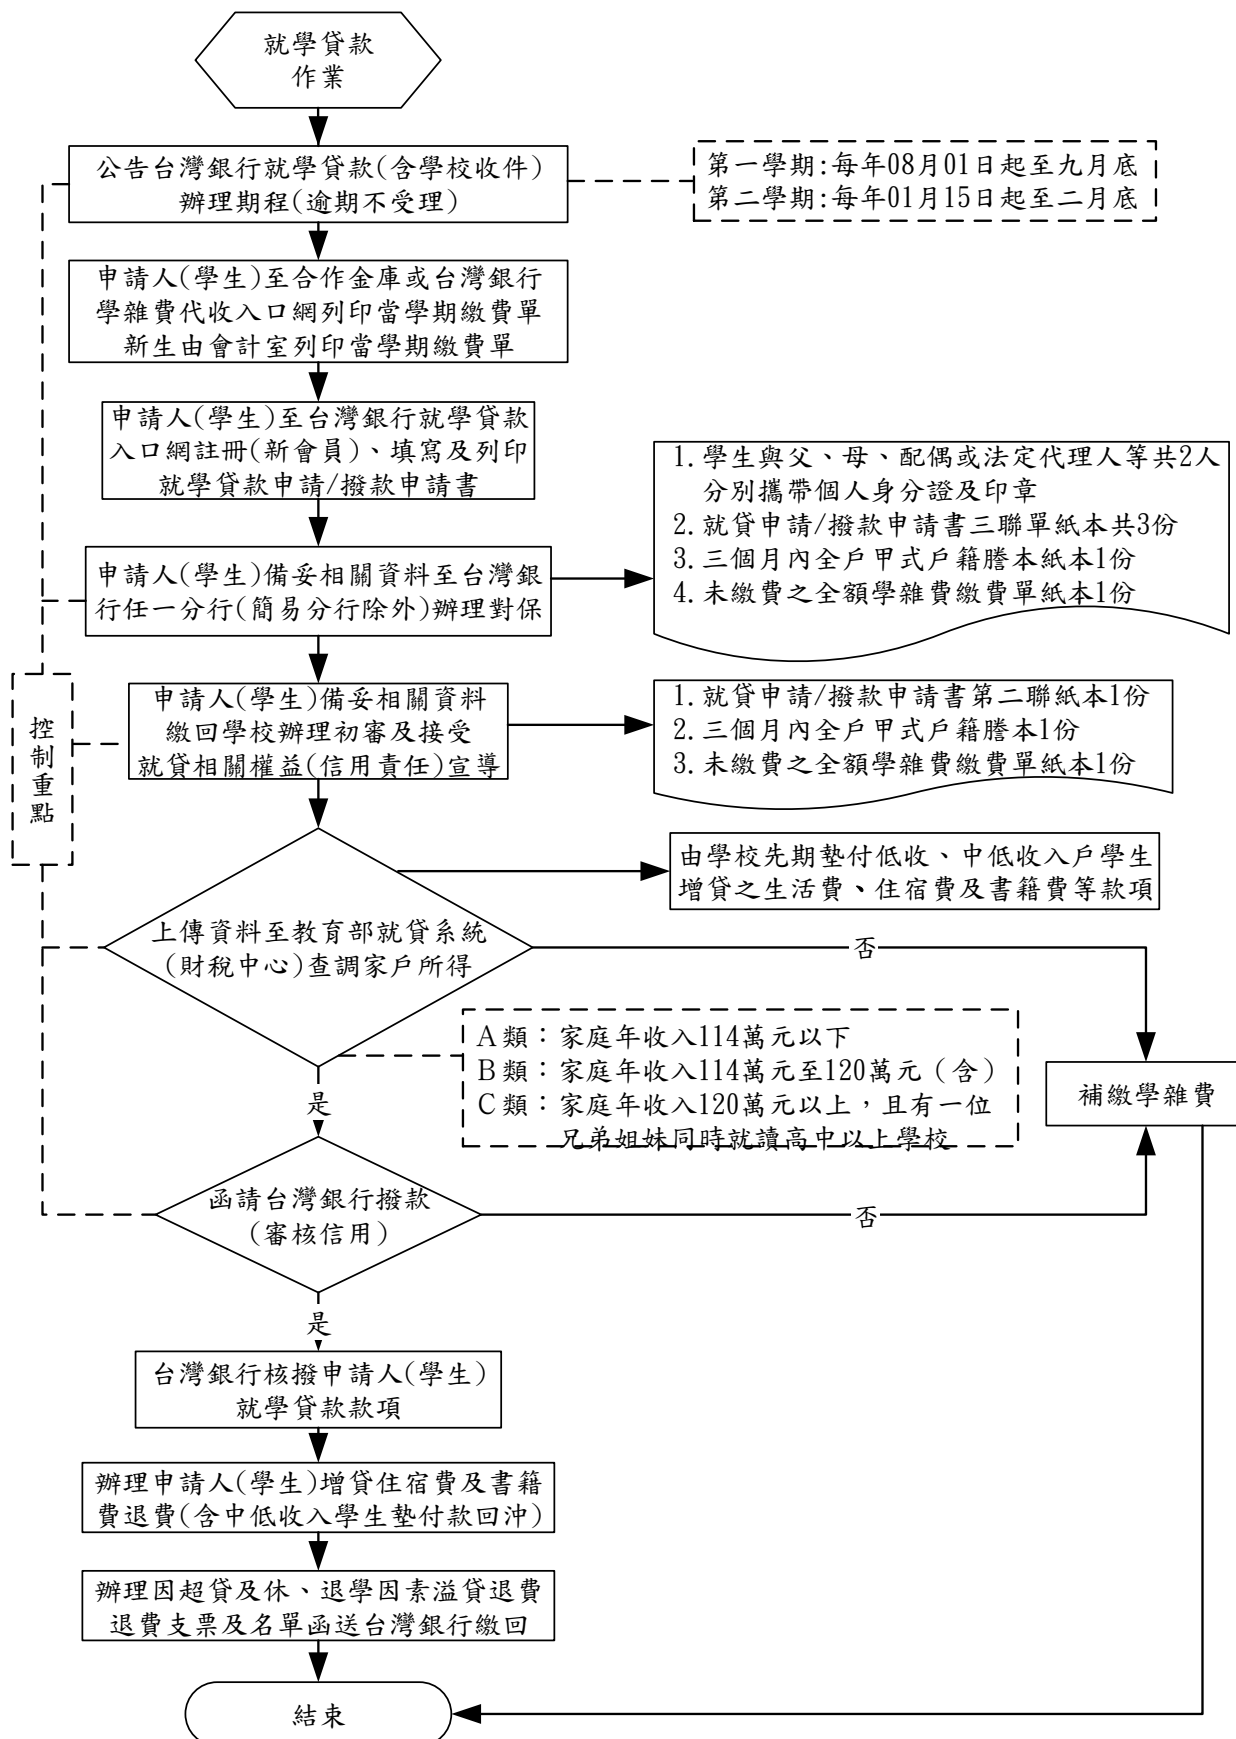 就學貸款
作業
公告台灣銀行就學貸款(含學校收件)
辦理期程(逾期不受理)
第一學期:每年08月01日起至九月底
第二學期:每年01月15日起至二月底
申請人(學生)至合作金庫或台灣銀行
學雜費代收入口網列印當學期繳費單
新生由會計室列印當學期繳費單
申請人(學生)至台灣銀行就學貸款
入口網註冊(新會員)、填寫及列印
就學貸款申請/撥款申請書
申請人(學生)備妥相關資料至台灣銀
行任一分行(簡易分行除外)辦理對保
1.學生與父、母、配偶或法定代理人等共2人
分別攜帶個人身分證及印章
2.就貸申請/撥款申請書三聯單紙本共3份
3.三個月內全戶甲式戶籍謄本紙本1份
4.未繳費之全額學雜費繳費單紙本1份
控制重點
申請人(學生)備妥相關資料
繳回學校辦理初審及接受
就貸相關權益(信用責任)宣導
1.就貸申請/撥款申請書第二聯紙本1份
2.三個月內全戶甲式戶籍謄本1份
3.未繳費之全額學雜費繳費單紙本1份
由學校先期墊付低收、中低收入戶學生
增貸之生活費、住宿費及書籍費等款項
上傳資料至教育部就貸系統
(財稅中心)查調家戶所得
否
A類：家庭年收入114萬元以下
B類：家庭年收入114萬元至120萬元（含）
C類：家庭年收入120萬元以上，且有一位
兄弟姐妹同時就讀高中以上學校
是
補繳學雜費
函請台灣銀行撥款
(審核信用)
否
是
台灣銀行核撥申請人(學生)
就學貸款款項
辦理申請人(學生)增貸住宿費及書籍
費退費(含中低收入學生墊付款回沖)
辦理因超貸及休、退學因素溢貸退費
退費支票及名單函送台灣銀行繳回
結束